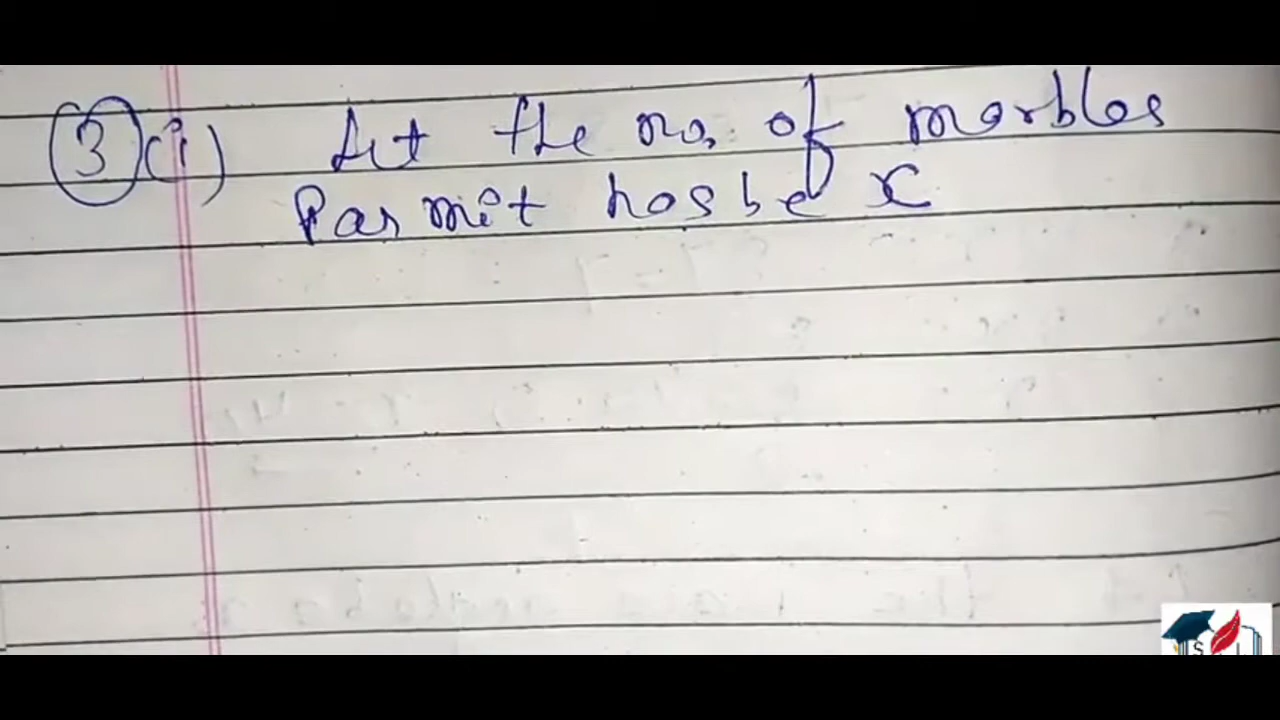 3 (i) Let the no. of marbles
Parmit has be x
S L